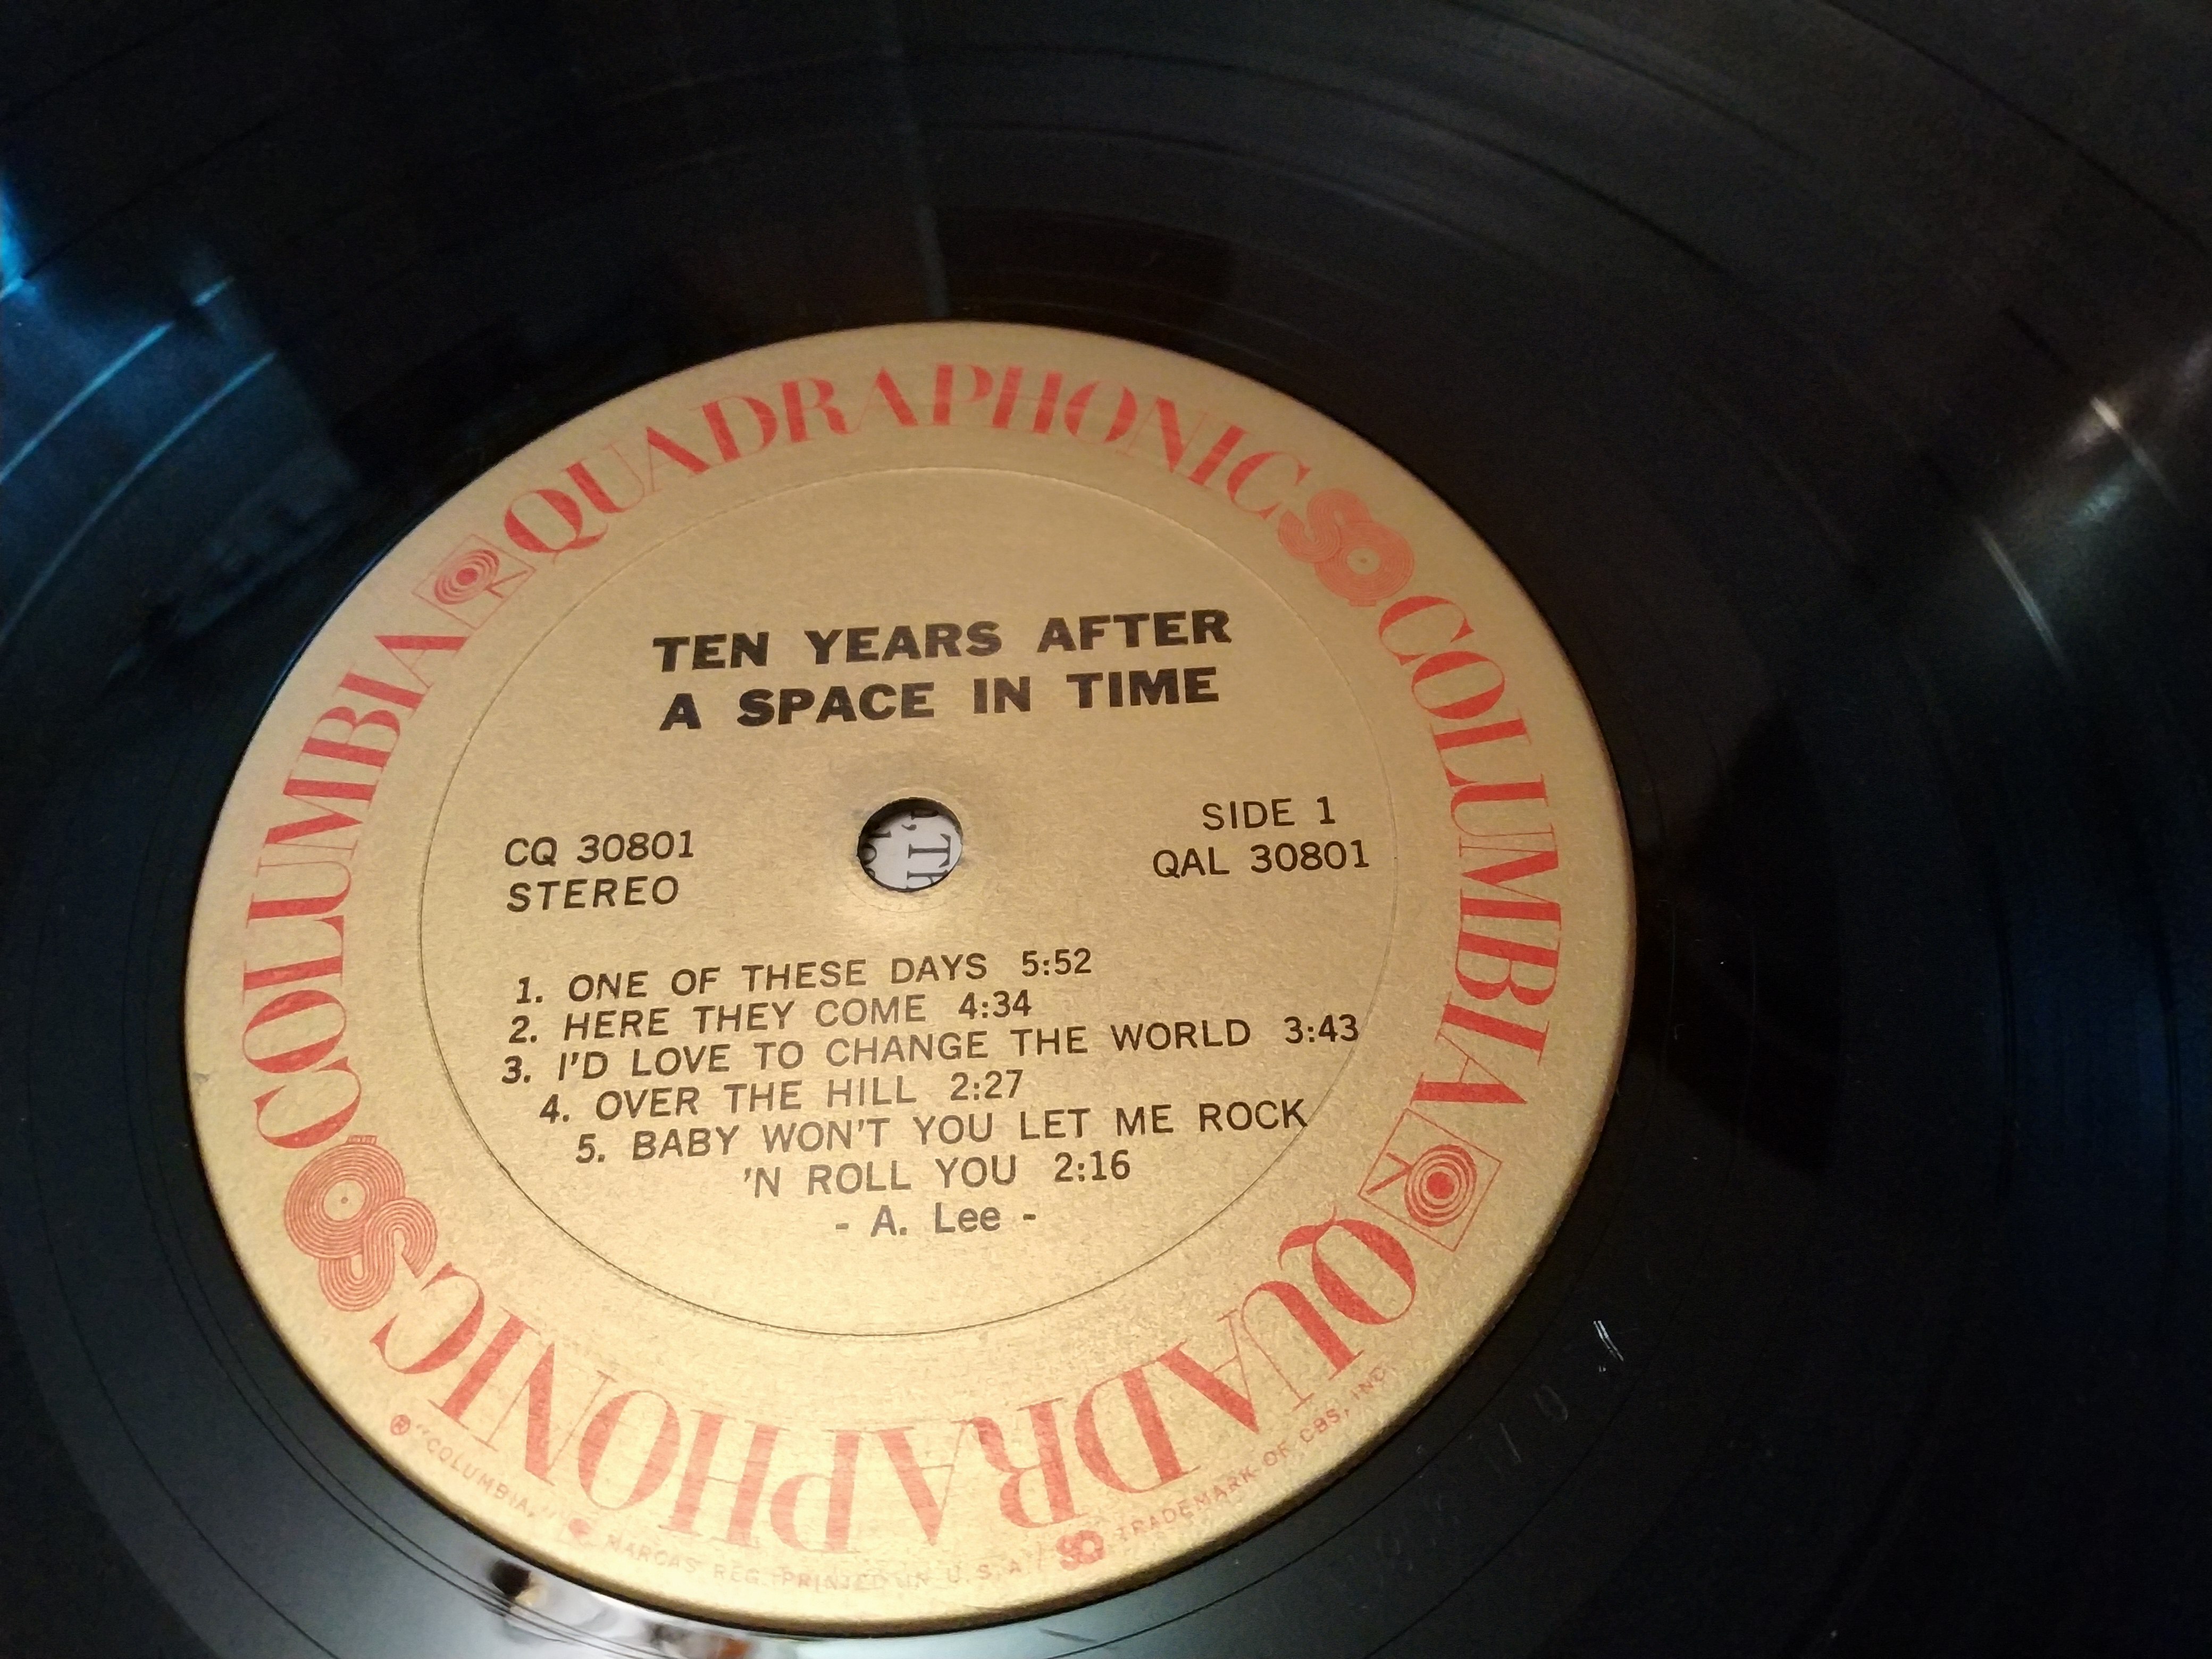 QUADRAPHONIC SQ COLUMBIA
QUADRAPHONIC SQ COLUMBIA
TEN YEARS AFTER
A SPACE IN TIME
CQ 30801
STEREO
SIDE 1
QAL 30801
1. ONE OF THESE DAYS 5:52
2. HERE THEY COME 4:34
3. I'D LOVE TO CHANGE THE WORLD 3:43
4. OVER THE HILL 2:27
5. BABY WON'T YOU LET ME ROCK
'N ROLL YOU 2:16
- A. Lee -
® "COLUMBIA," MARCAS REG. PRINTED IN U.S.A. / SQ TRADEMARK OF CBS, INC.